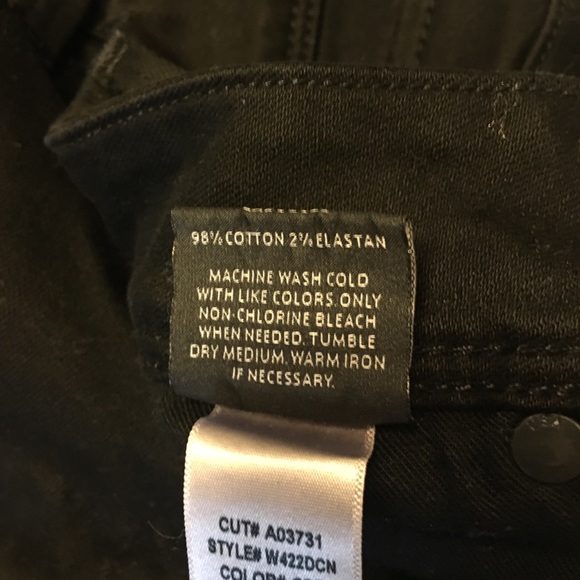 98% COTTON 2% ELASTAN
MACHINE WASH COLD
WITH LIKE COLORS. ONLY
NON-CHLORINE BLEACH
WHEN NEEDED. TUMBLE
DRY MEDIUM. WARM IRON
IF NECESSARY.
CUT# A03731
STYLE# W422DCN
COLOR#